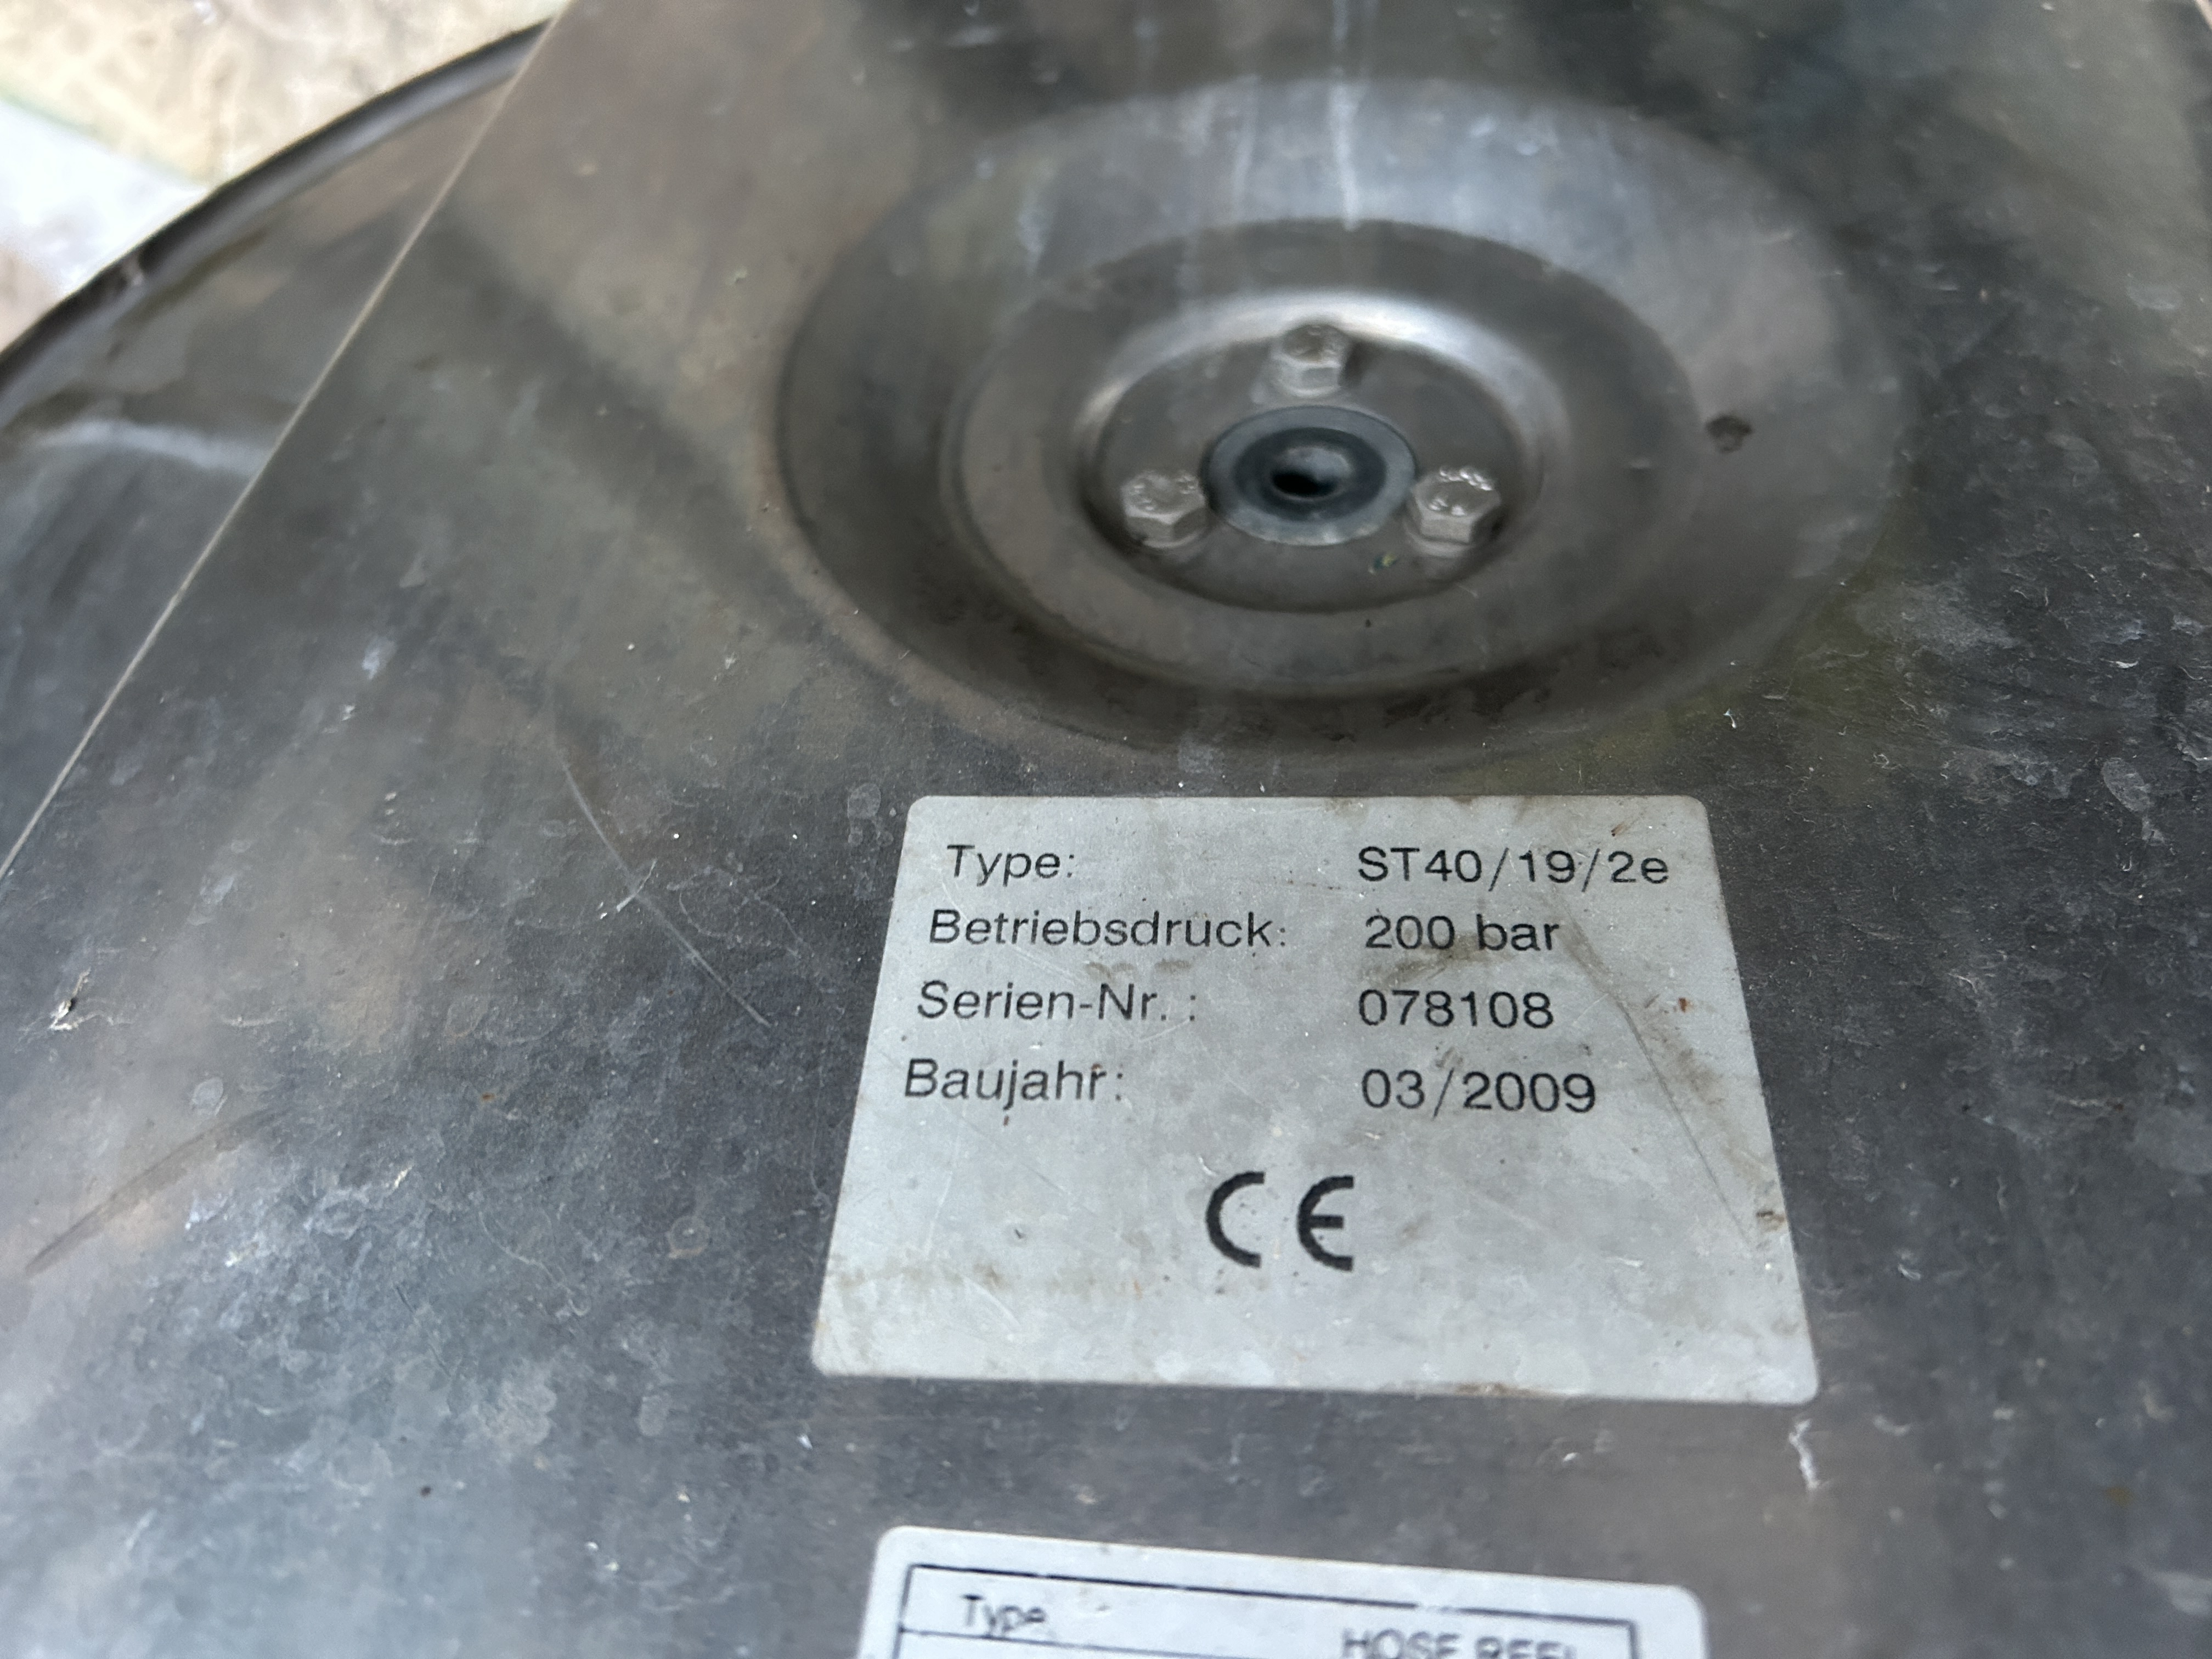 Type: ST40/19/2e
Betriebsdruck: 200 bar
Serien-Nr. : 078108
Baujahr: 03/2009
CE
Type HOSE REEL